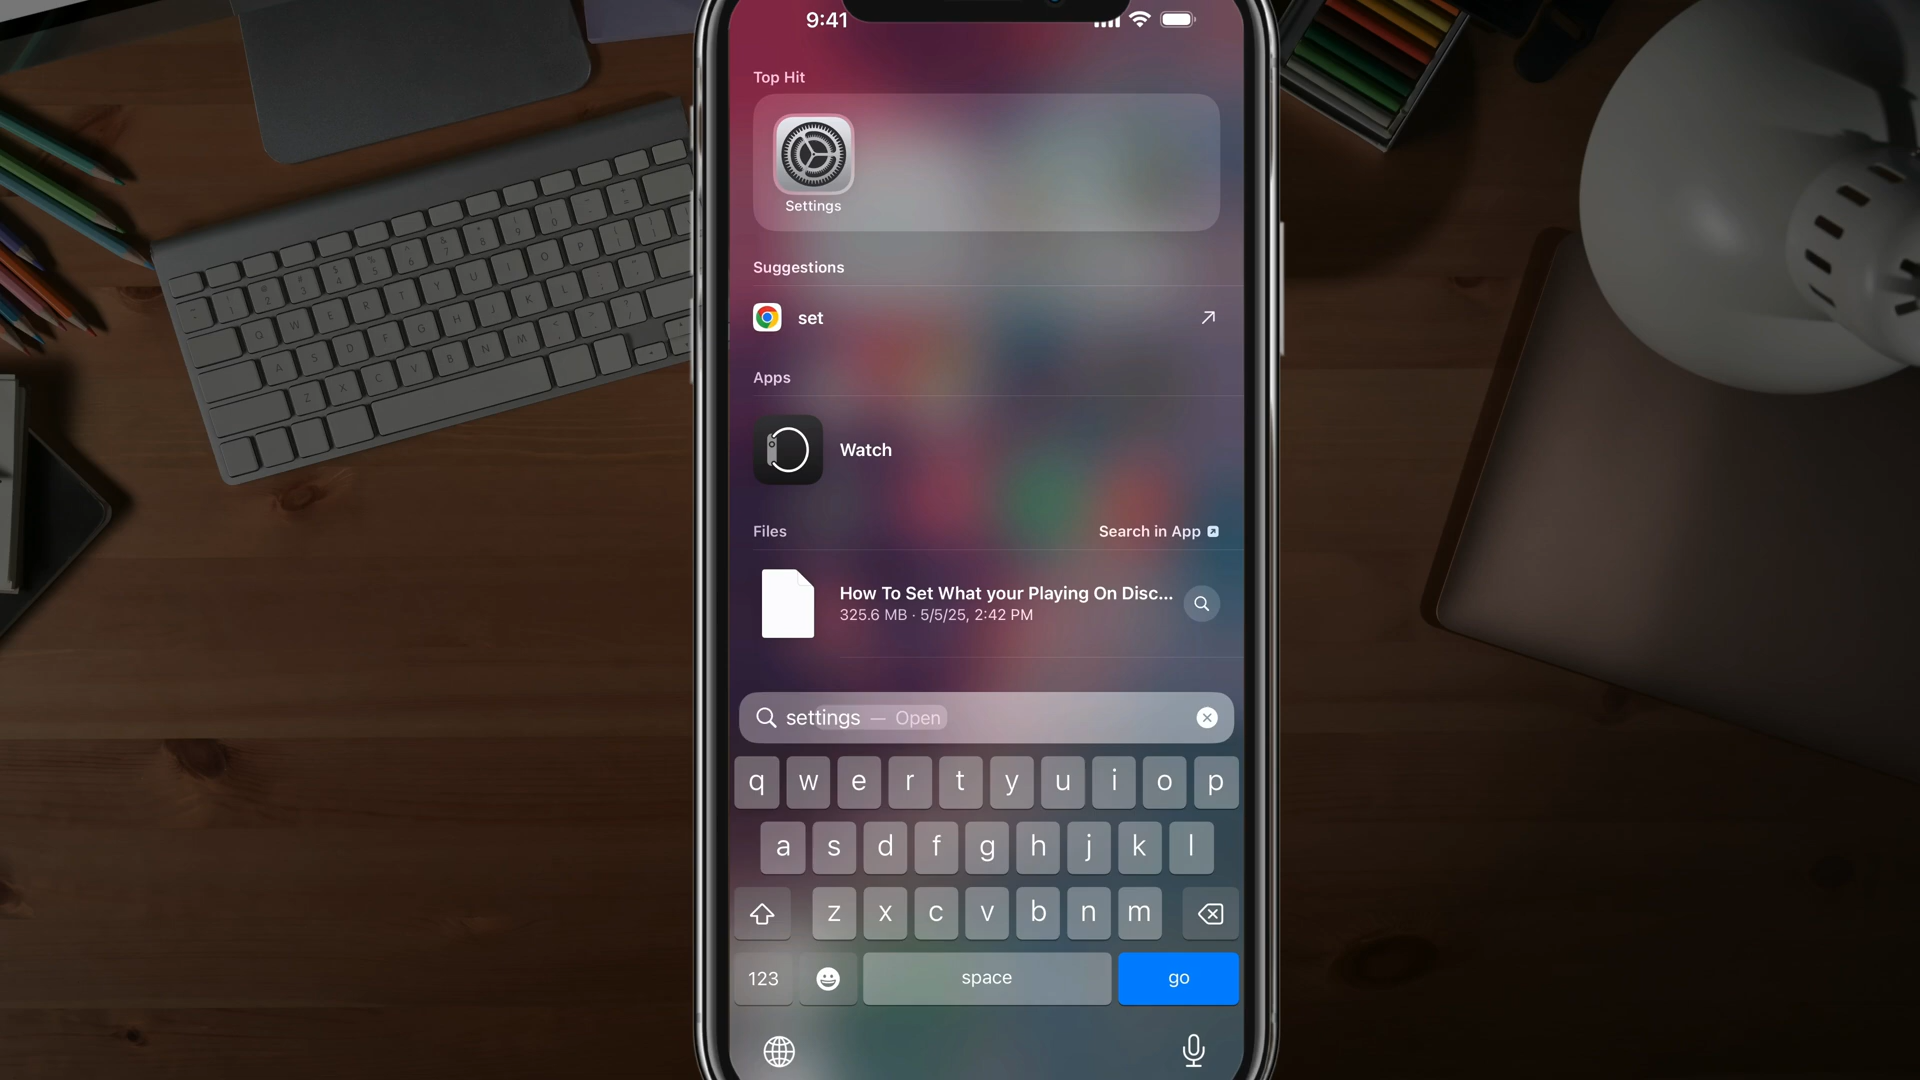 9:41
Top Hit
Settings
Suggestions
set
Apps
Watch
Files
Search in App
How To Set What your Playing On Disc...
325.6 MB · 5/5/25, 2:42 PM
settings — Open
q w e r t y u i o p
a s d f g h j k l
z x c v b n m
123
space
go